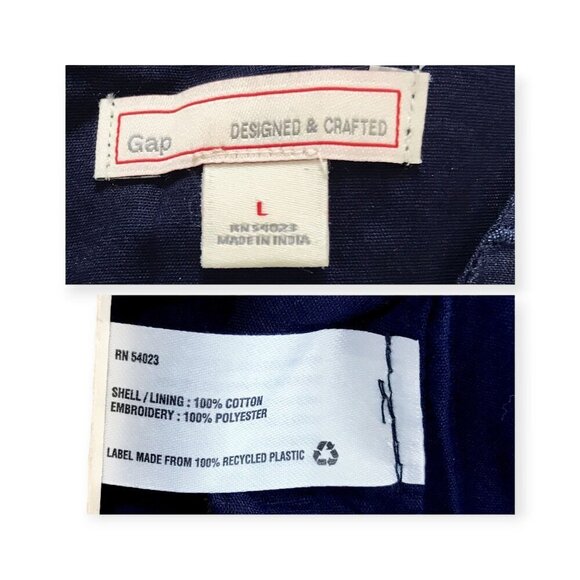 Gap DESIGNED & CRAFTED
L
RN 54023
MADE IN INDIA
RN 54023
SHELL / LINING : 100% COTTON
EMBROIDERY : 100% POLYESTER
LABEL MADE FROM 100% RECYCLED PLASTIC